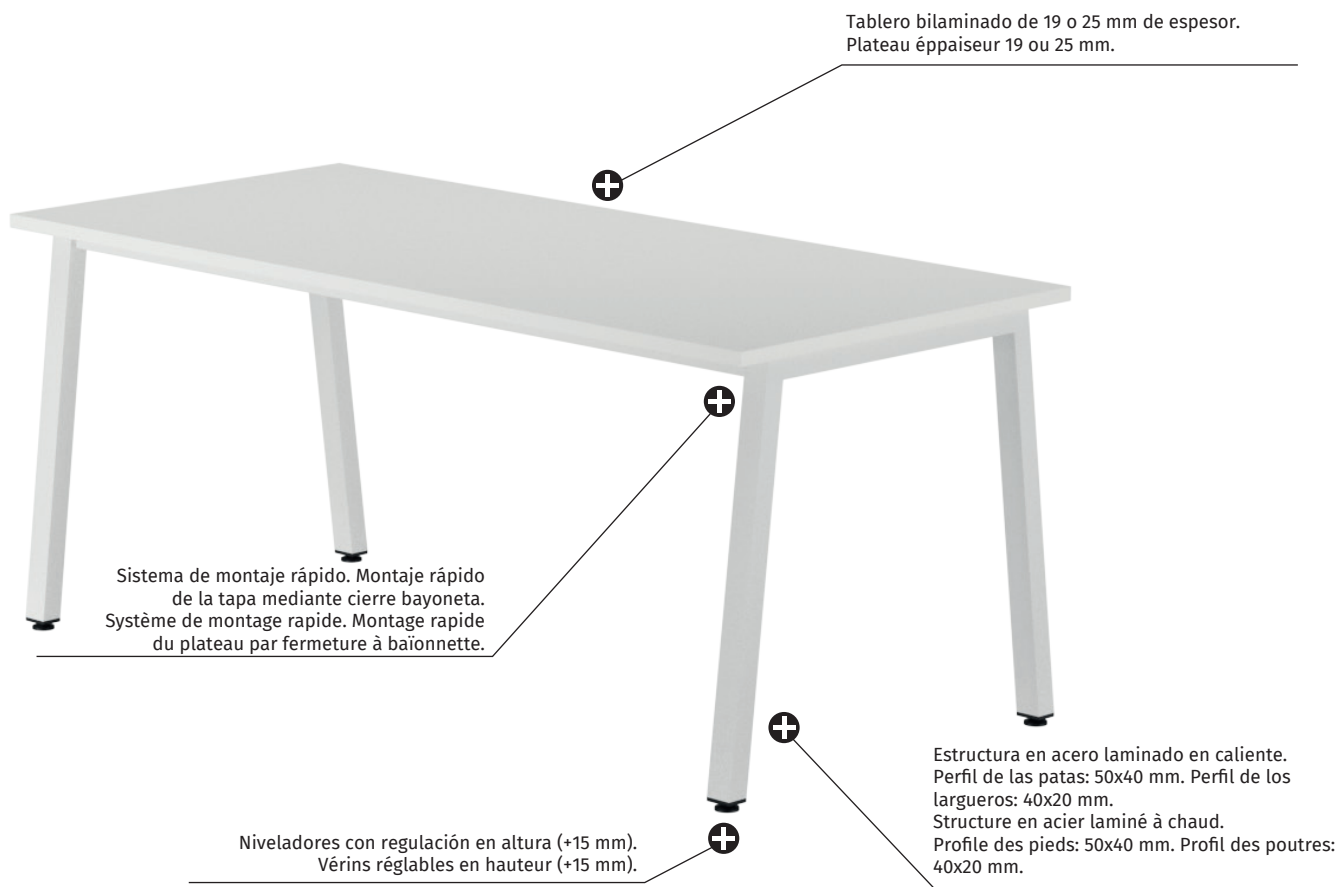 Tablero bilaminado de 19 o 25 mm de espesor.
Plateau éppaiseur 19 ou 25 mm.
Sistema de montaje rápido. Montaje rápido
de la tapa mediante cierre bayoneta.
Système de montage rapide. Montage rapide
du plateau par fermeture à baïonnette.
Estructura en acero laminado en caliente.
Perfil de las patas: 50x40 mm. Perfil de los
largueros: 40x20 mm.
Structure en acier laminé à chaud.
Profile des pieds: 50x40 mm. Profil des poutres:
40x20 mm.
Niveladores con regulación en altura (+15 mm).
Vérins réglables en hauteur (+15 mm).